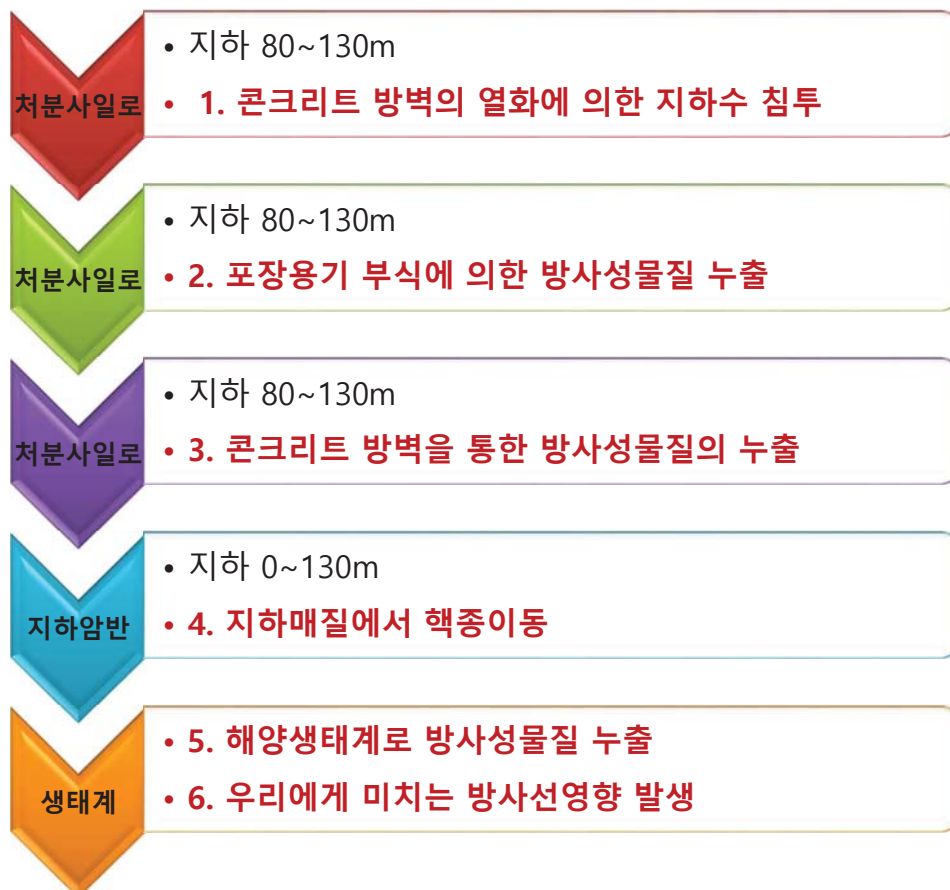 처분사일로
• 지하 80~130m
• 1. 콘크리트 방벽의 열화에 의한 지하수 침투
처분사일로
• 지하 80~130m
• 2. 포장용기 부식에 의한 방사성물질 누출
처분사일로
• 지하 80~130m
• 3. 콘크리트 방벽을 통한 방사성물질의 누출
지하암반
• 지하 0~130m
• 4. 지하매질에서 핵종이동
생태계
• 5. 해양생태계로 방사성물질 누출
• 6. 우리에게 미치는 방사선영향 발생